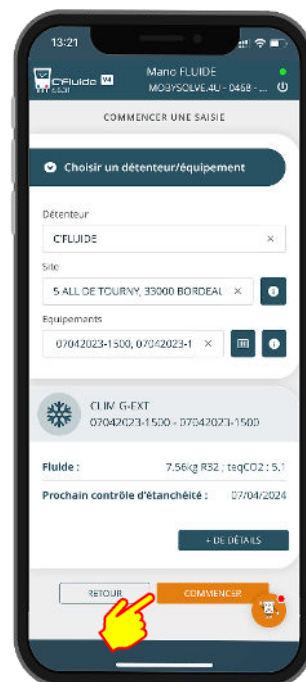 13:21
C'Fluide V4
Mano FLUIDE
MOBYSOLVE.4U - 0468 - ...
COMMENCER UNE SAISIE
Choisir un détenteur/équipement
Détenteur
C'FLUIDE ×
Site
5 ALL DE TOURNY, 33000 BORDEAU ×
Equipements
07042023-1500, 07042023-1 ×
CLIM G-EXT
07042023-1500 - 07042023-1500
Fluide : 7.56kg R32 ; teqCO2 : 5.1
Prochain contrôle d'étanchéité : 07/04/2024
+ DE DÉTAILS
RETOUR COMMENCER